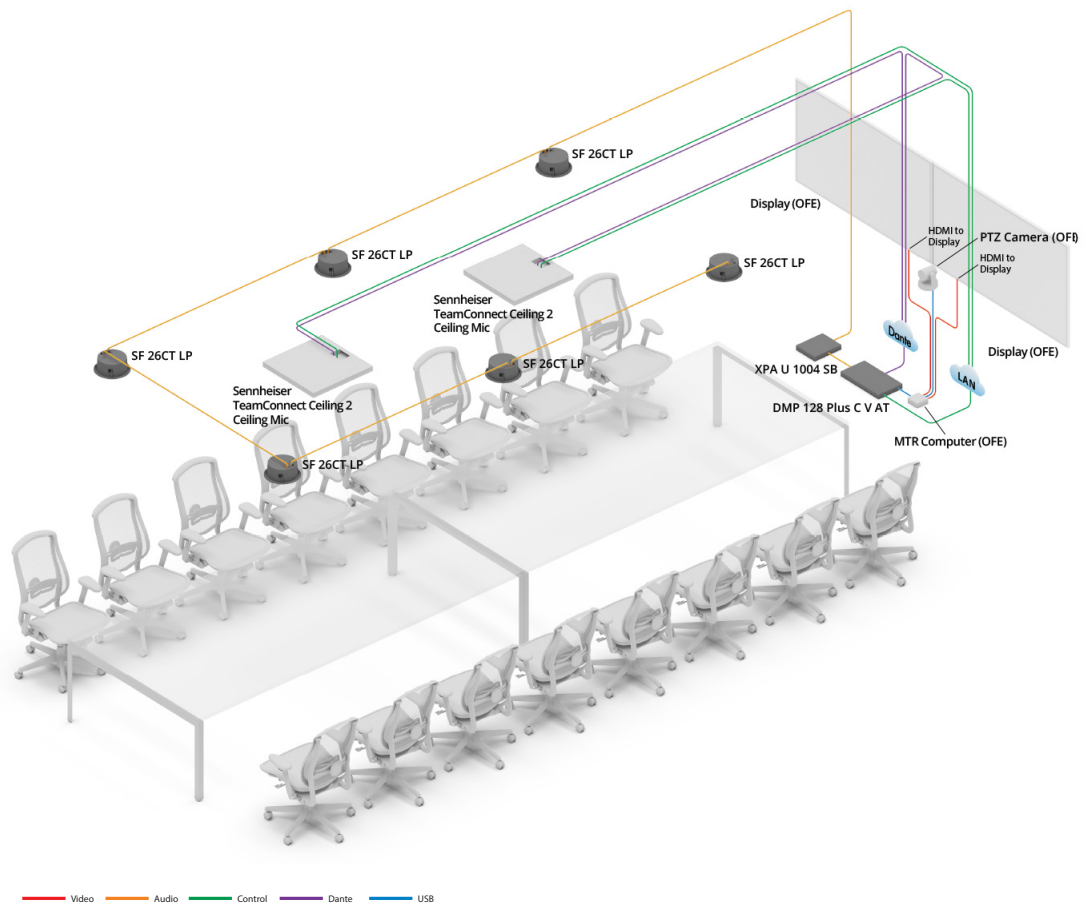 SF 26CT LP
Display (OFE)
HDMI to
Display
PTZ Camera (OFI)
HDMI to
Display
SF 26CT LP
SF 26CT LP
Sennheiser
TeamConnect Ceiling 2
Ceiling Mic
Dante
Display (OFE)
SF 26CT LP
XPA U 1004 SB
SF 26CT LP
LAN
Sennheiser
TeamConnect Ceiling 2
Ceiling Mic
DMP 128 Plus C V AT
MTR Computer (OFE)
SF 26CT LP
Video
Audio
Control
Dante
USB